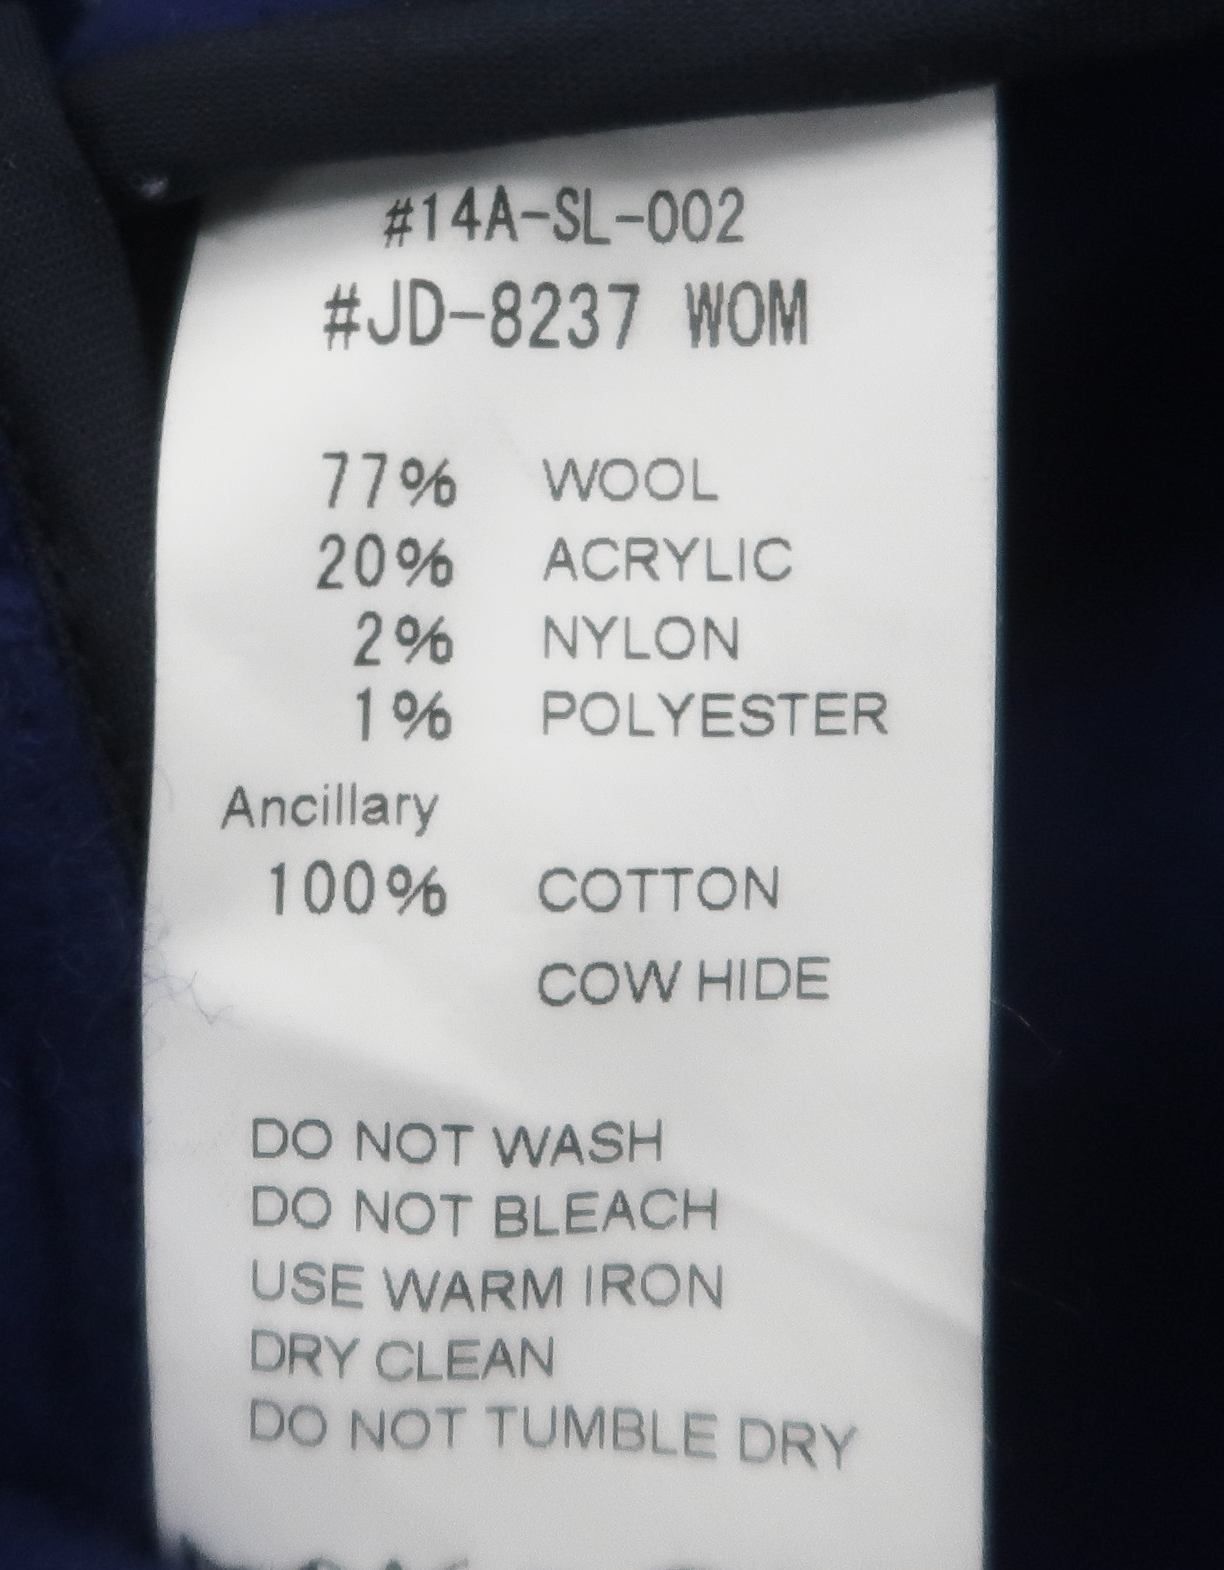 #14A-SL-002
#JD-8237 WOM
77% WOOL
20% ACRYLIC
2% NYLON
1% POLYESTER
Ancillary
100% COTTON
COW HIDE
DO NOT WASH
DO NOT BLEACH
USE WARM IRON
DRY CLEAN
DO NOT TUMBLE DRY